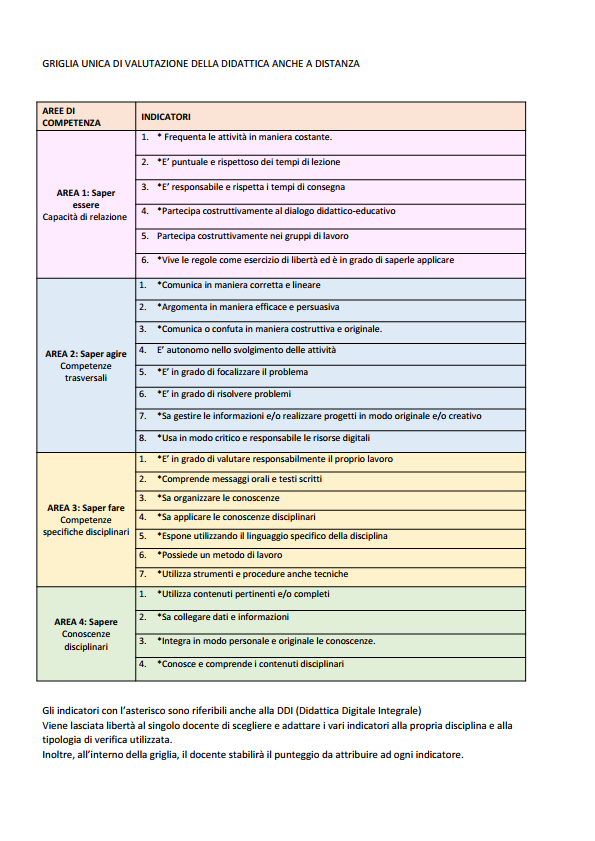 GRIGLIA UNICA DI VALUTAZIONE DELLA DIDATTICA ANCHE A DISTANZA
AREE DI
COMPETENZA
INDICATORI
AREA 1: Saper
essere
Capacità di relazione
1. * Frequenta le attività in maniera costante.
2. *E’ puntuale e rispettoso dei tempi di lezione
3. *E’ responsabile e rispetta i tempi di consegna
4. *Partecipa costruttivamente al dialogo didattico-educativo
5. Partecipa costruttivamente nei gruppi di lavoro
6. *Vive le regole come esercizio di libertà ed è in grado di saperle applicare
AREA 2: Saper agire
Competenze
trasversali
1. *Comunica in maniera corretta e lineare
2. *Argomenta in maniera efficace e persuasiva
3. *Comunica o confuta in maniera costruttiva e originale.
4. E’ autonomo nello svolgimento delle attività
5. *E’ in grado di focalizzare il problema
6. *E’ in grado di risolvere problemi
7. *Sa gestire le informazioni e/o realizzare progetti in modo originale e/o creativo
8. *Usa in modo critico e responsabile le risorse digitali
AREA 3: Saper fare
Competenze
specifiche disciplinari
1. *E’ in grado di valutare responsabilmente il proprio lavoro
2. *Comprende messaggi orali e testi scritti
3. *Sa organizzare le conoscenze
4. *Sa applicare le conoscenze disciplinari
5. *Espone utilizzando il linguaggio specifico della disciplina
6. *Possiede un metodo di lavoro
7. *Utilizza strumenti e procedure anche tecniche
AREA 4: Sapere
Conoscenze
disciplinari
1. *Utilizza contenuti pertinenti e/o completi
2. *Sa collegare dati e informazioni
3. *Integra in modo personale e originale le conoscenze.
4. *Conosce e comprende i contenuti disciplinari
Gli indicatori con l’asterisco sono riferibili anche alla DDI (Didattica Digitale Integrale)
Viene lasciata libertà al singolo docente di scegliere e adattare i vari indicatori alla propria disciplina e alla
tipologia di verifica utilizzata.
Inoltre, all’interno della griglia, il docente stabilirà il punteggio da attribuire ad ogni indicatore.